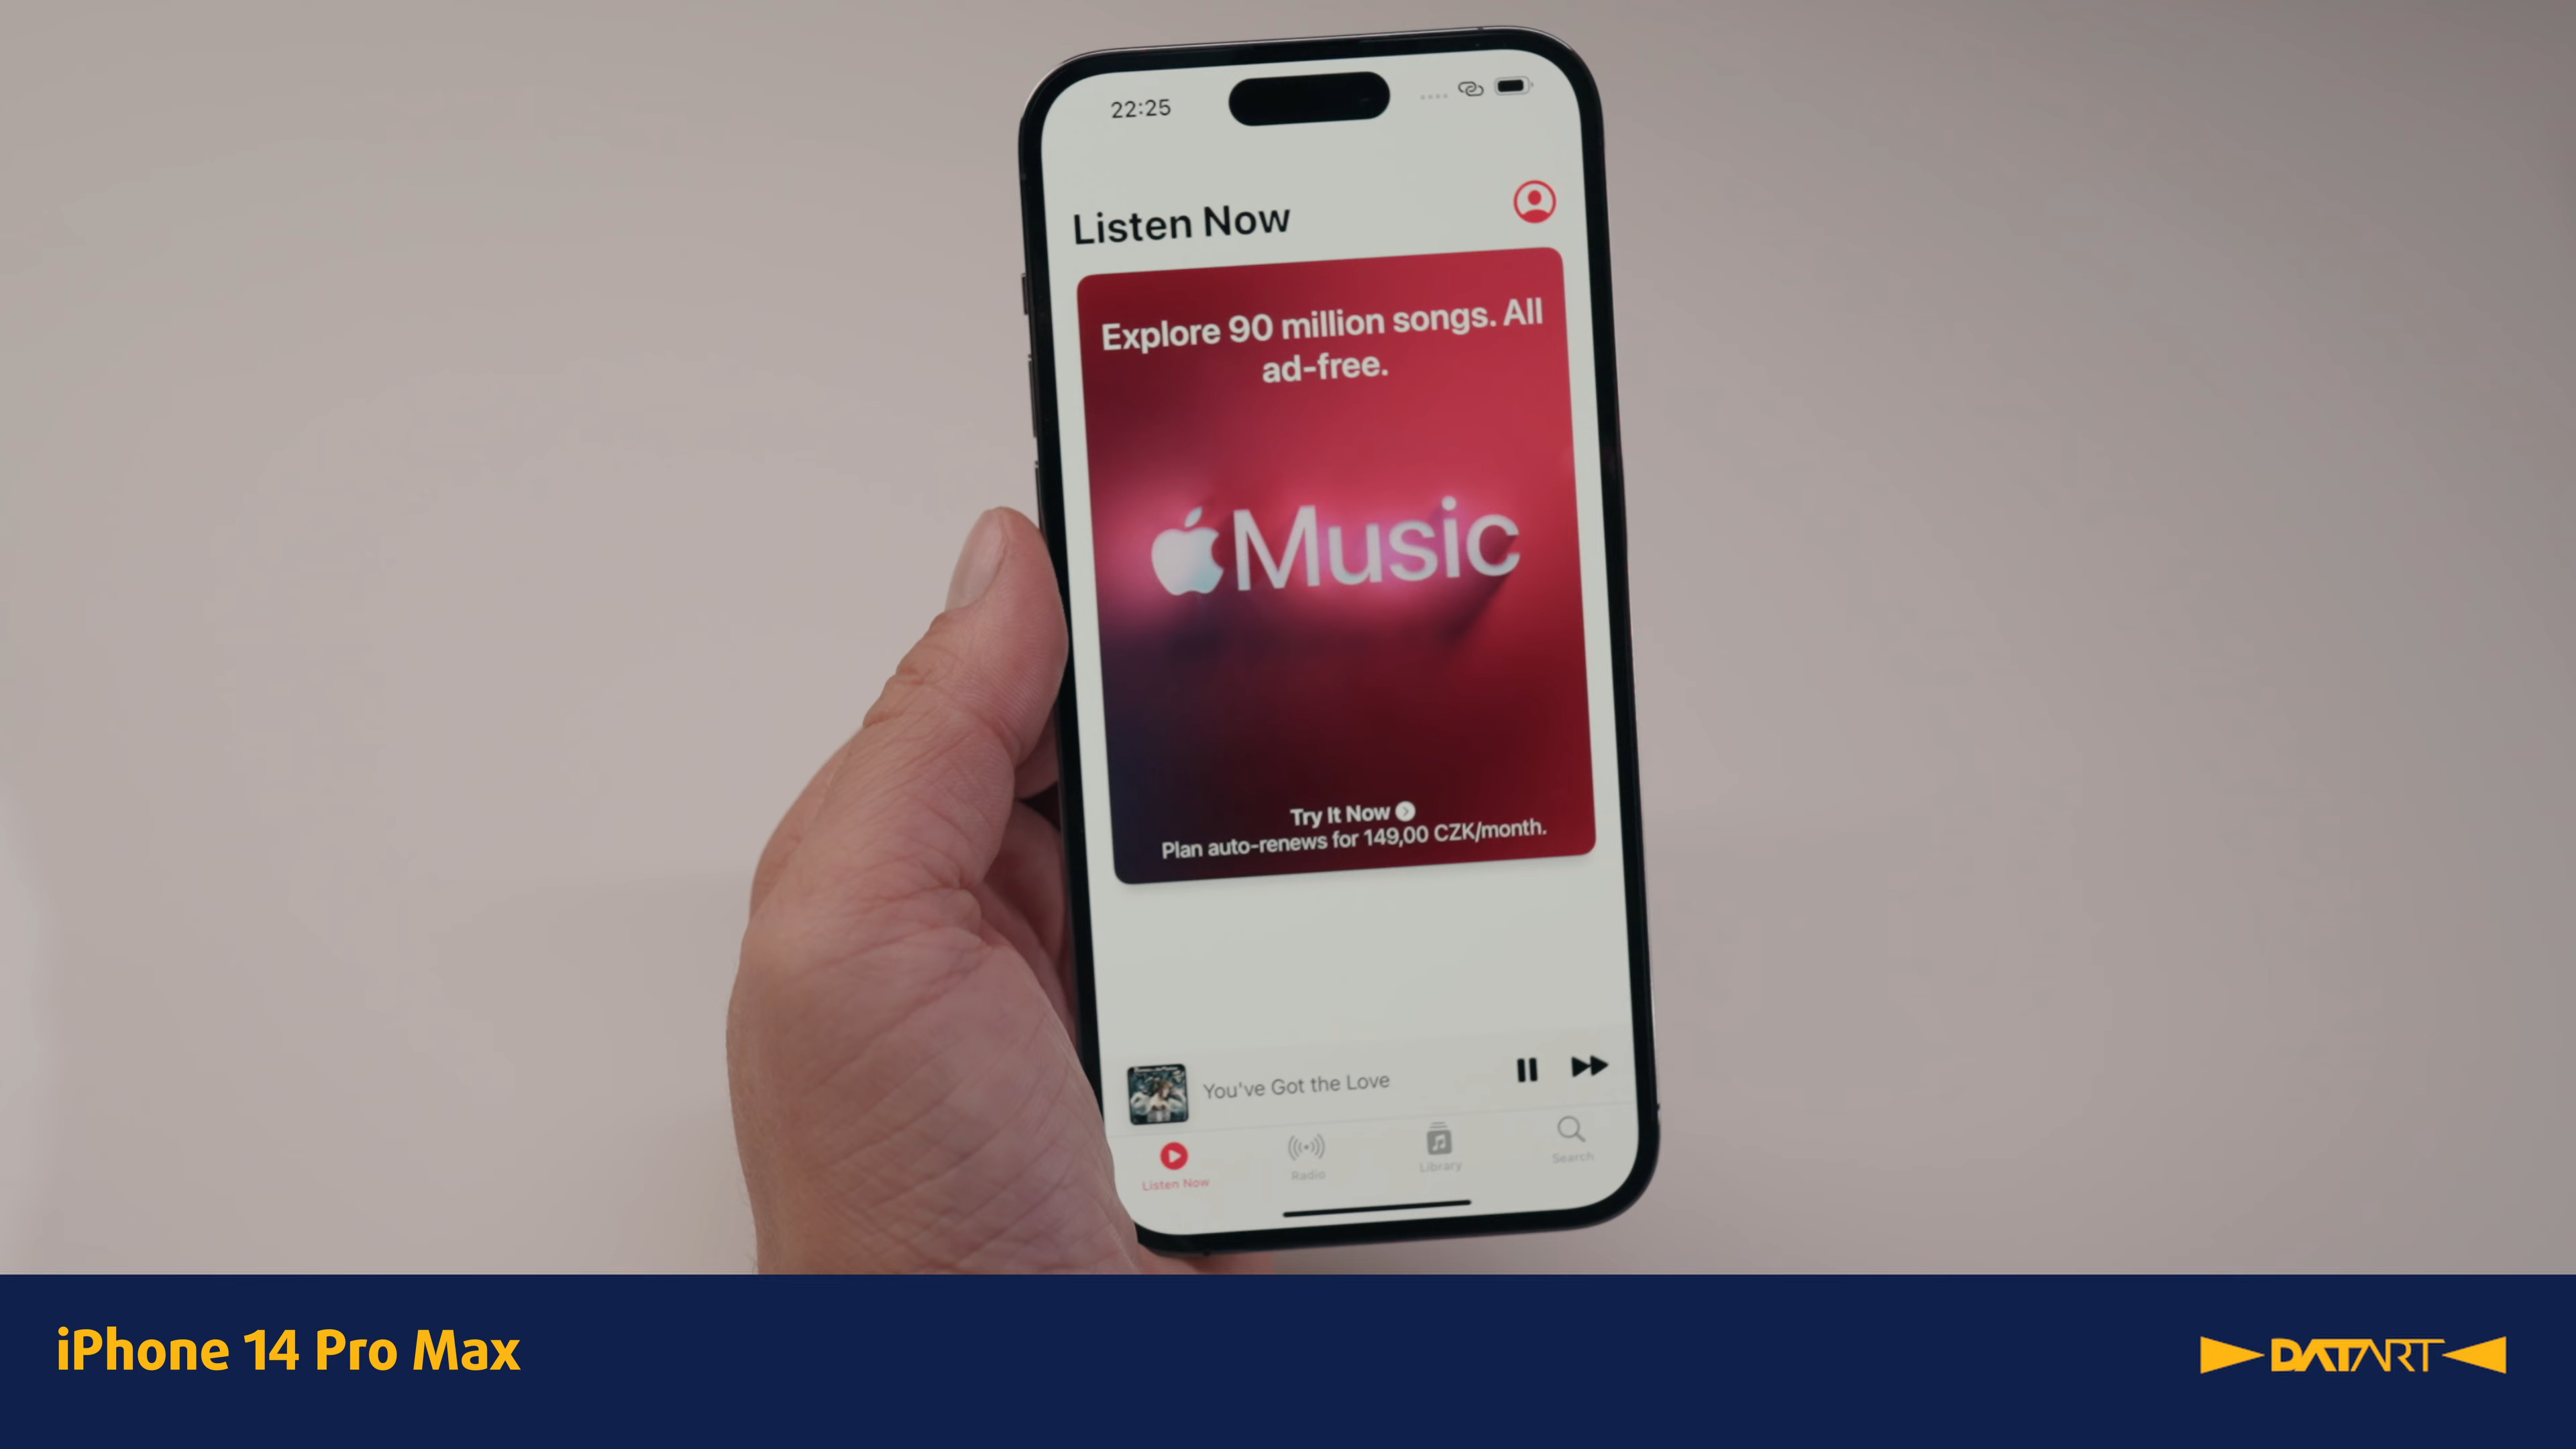 22:25
Listen Now
Explore 90 million songs. All
ad-free.
Music
Try It Now
Plan auto-renews for 149,00 CZK/month.
You've Got the Love
Listen Now
Radio
Library
Search
iPhone 14 Pro Max
DATART